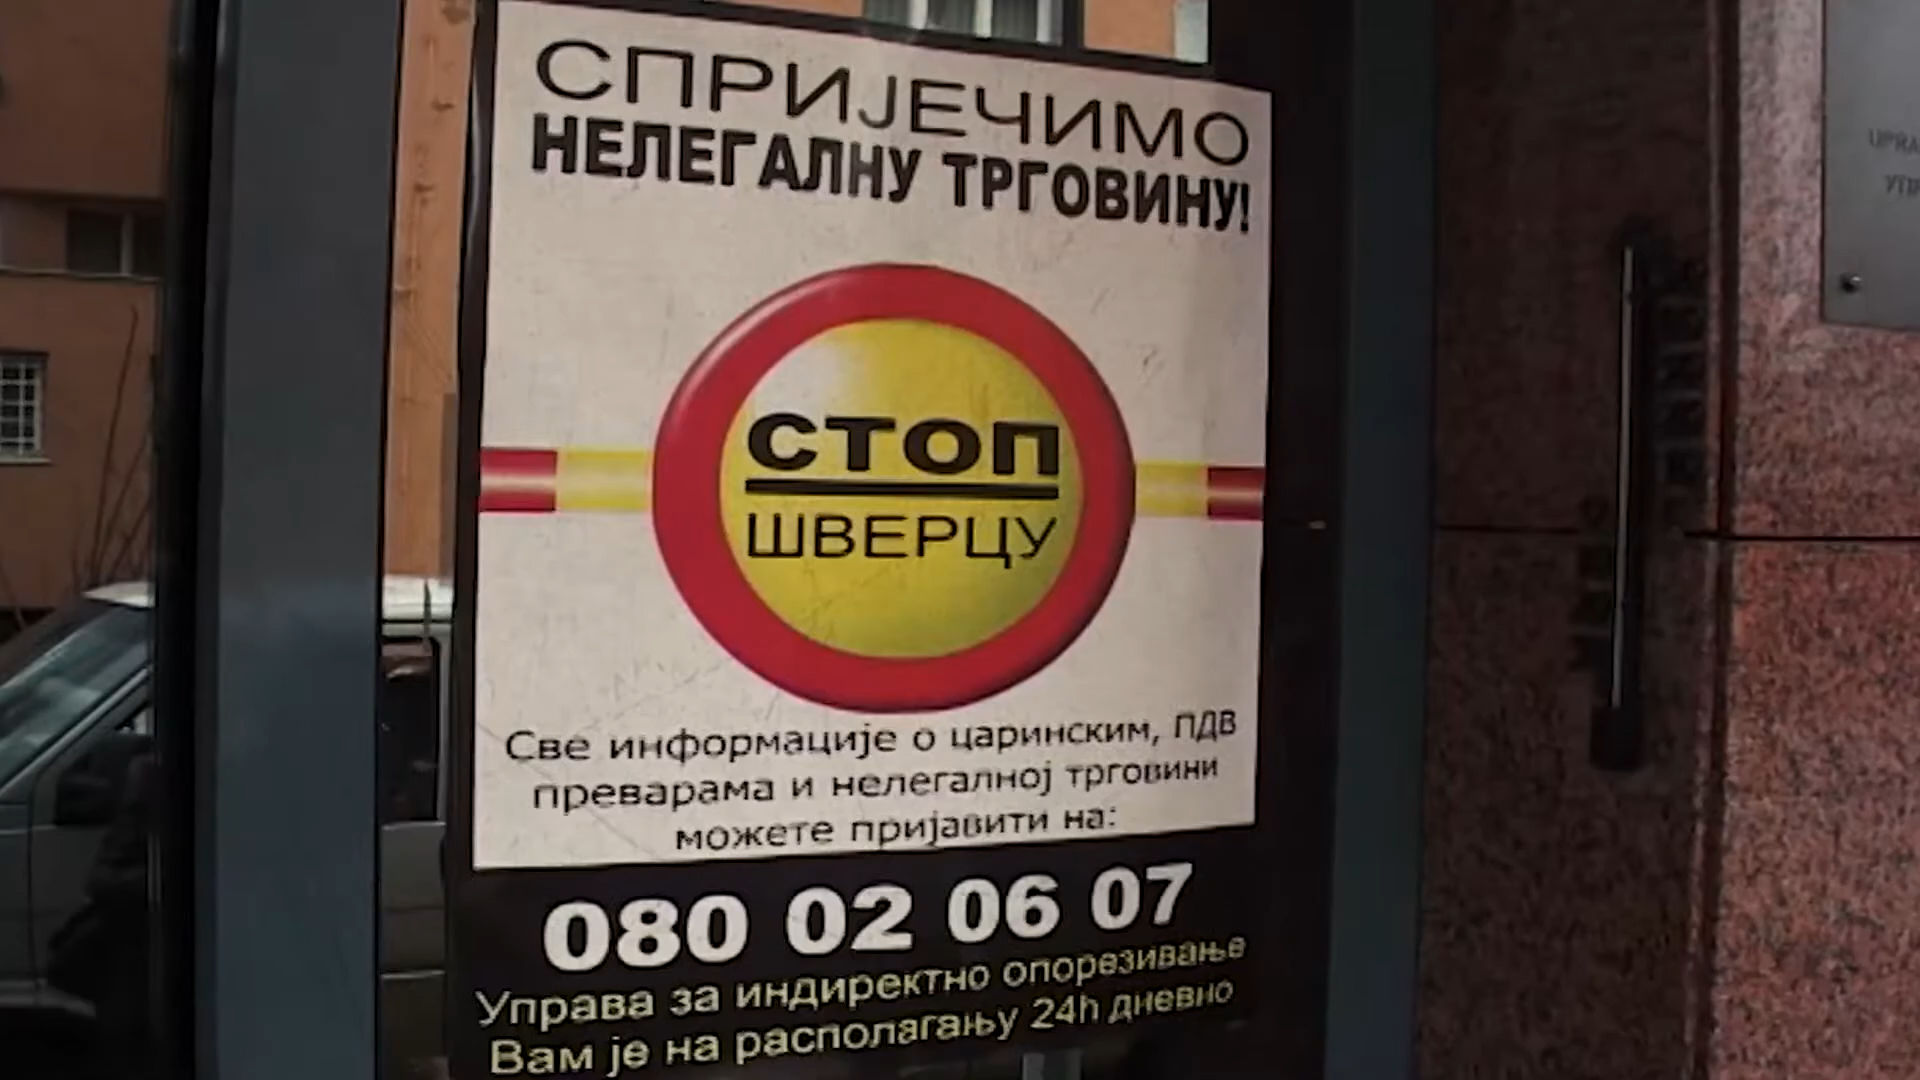 СПРИЈЕЧИМО
НЕЛЕГАЛНУ ТРГОВИНУ!
СТОП
ШВЕРЦУ
Све информације о царинским, ПДВ
преварама и нелегалној трговини
можете пријавити на:
080 02 06 07
Управа за индиректно опорезивање
Вам је на располагању 24h дневно